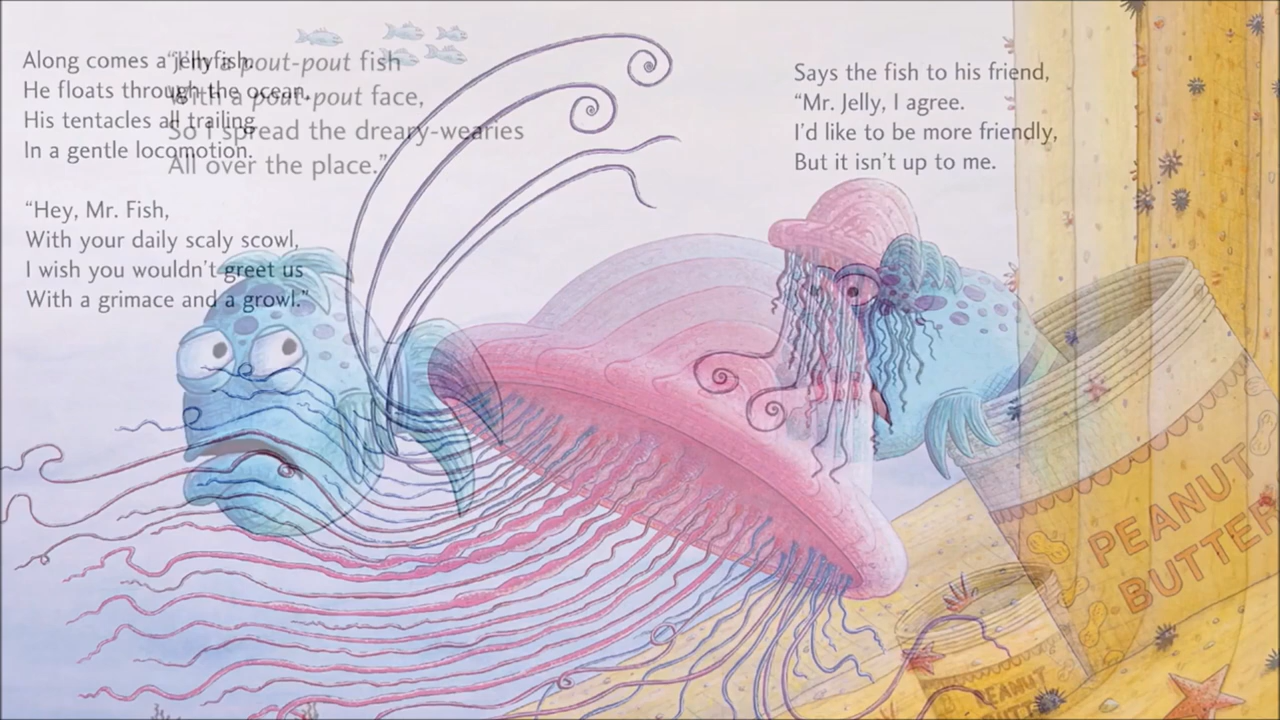 Along comes a jellyfish.
He floats through the ocean,
His tentacles all trailing
In a gentle locomotion.
"Hey, Mr. Fish,
With your daily scaly scowl,
I wish you wouldn't greet us
With a grimace and a growl."
"I'm a pout-pout fish
With a pout-pout face,
So I spread the dreary-wearies
All over the place."
Says the fish to his friend,
"Mr. Jelly, I agree.
I'd like to be more friendly,
But it isn't up to me.
PEANUT
BUTTER
PEANUT
BUTT